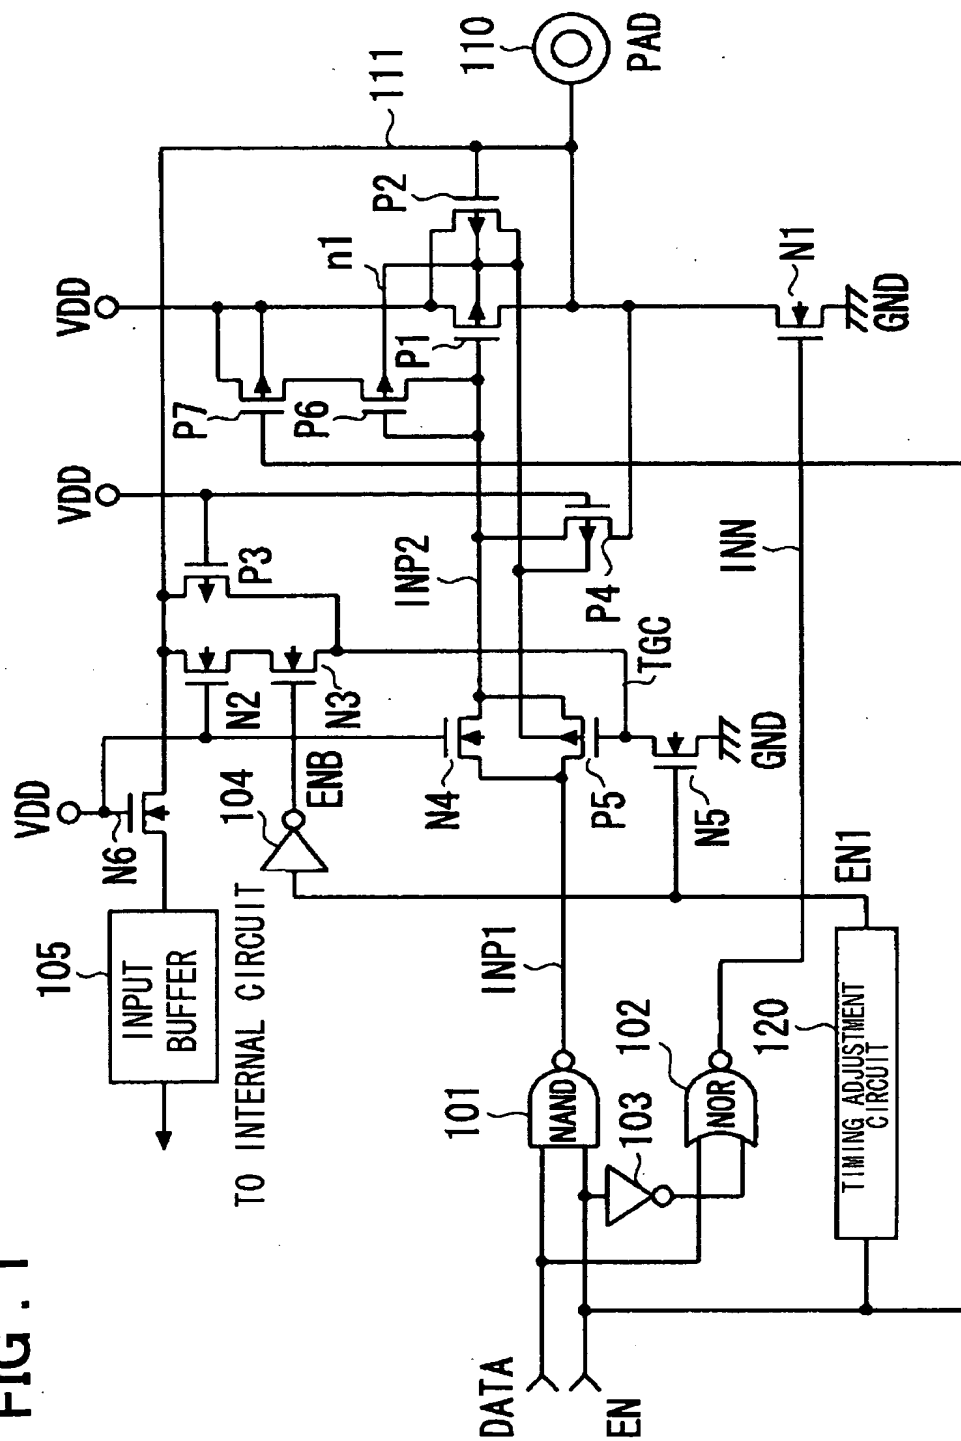 FIG. 1
VDD
VDD
VDD
105
INPUT
BUFFER
TO INTERNAL CIRCUIT
N6
104
ENB
N2
N3
P3
P7
P6
P1
n1
P2
111
110
PAD
N4
P5
INP2
P4
TGC
N5
GND
N1
GND
INN
INP1
101
NAND
102
NOR
103
EN1
120
TIMING ADJUSTMENT
CIRCUIT
DATA
EN